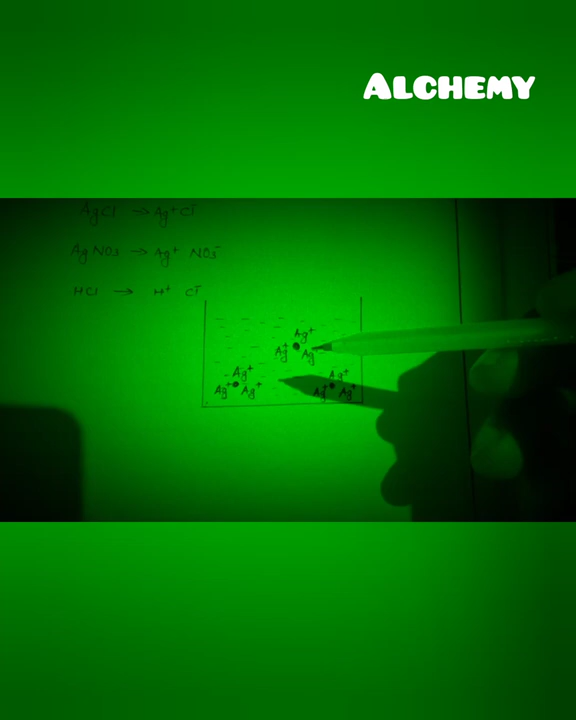 ALCHEMY
AgCl → Ag⁺ Cl⁻
AgNO₃ → Ag⁺ NO₃⁻
HCl → H⁺ Cl⁻
Ag⁺
Ag⁺ Ag
Ag⁺ Ag⁺
Ag⁺ Ag⁺ Ag⁺ Ag⁺